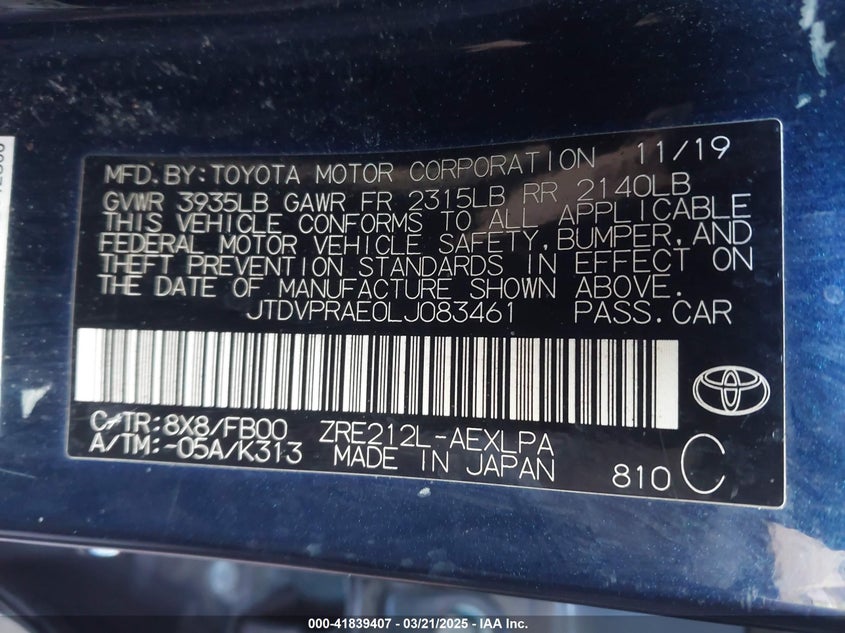 MFD.BY:TOYOTA MOTOR CORPORATION 11/19
GVWR 3935LB GAWR FR 2315LB RR 2140LB
THIS VEHICLE CONFORMS TO ALL APPLICABLE
FEDERAL MOTOR VEHICLE SAFETY,BUMPER,AND
THEFT PREVENTION STANDARDS IN EFFECT ON
THE DATE OF MANUFACTURE SHOWN ABOVE.
JTDVPRAE0LJ083461 PASS.CAR
C/TR:8X8/FB00 ZRE212L-AEXLPA
A/TM:-05A/K313 MADE IN JAPAN 810 C
000-41839407 / 03/21/2025 — IAA Inc.